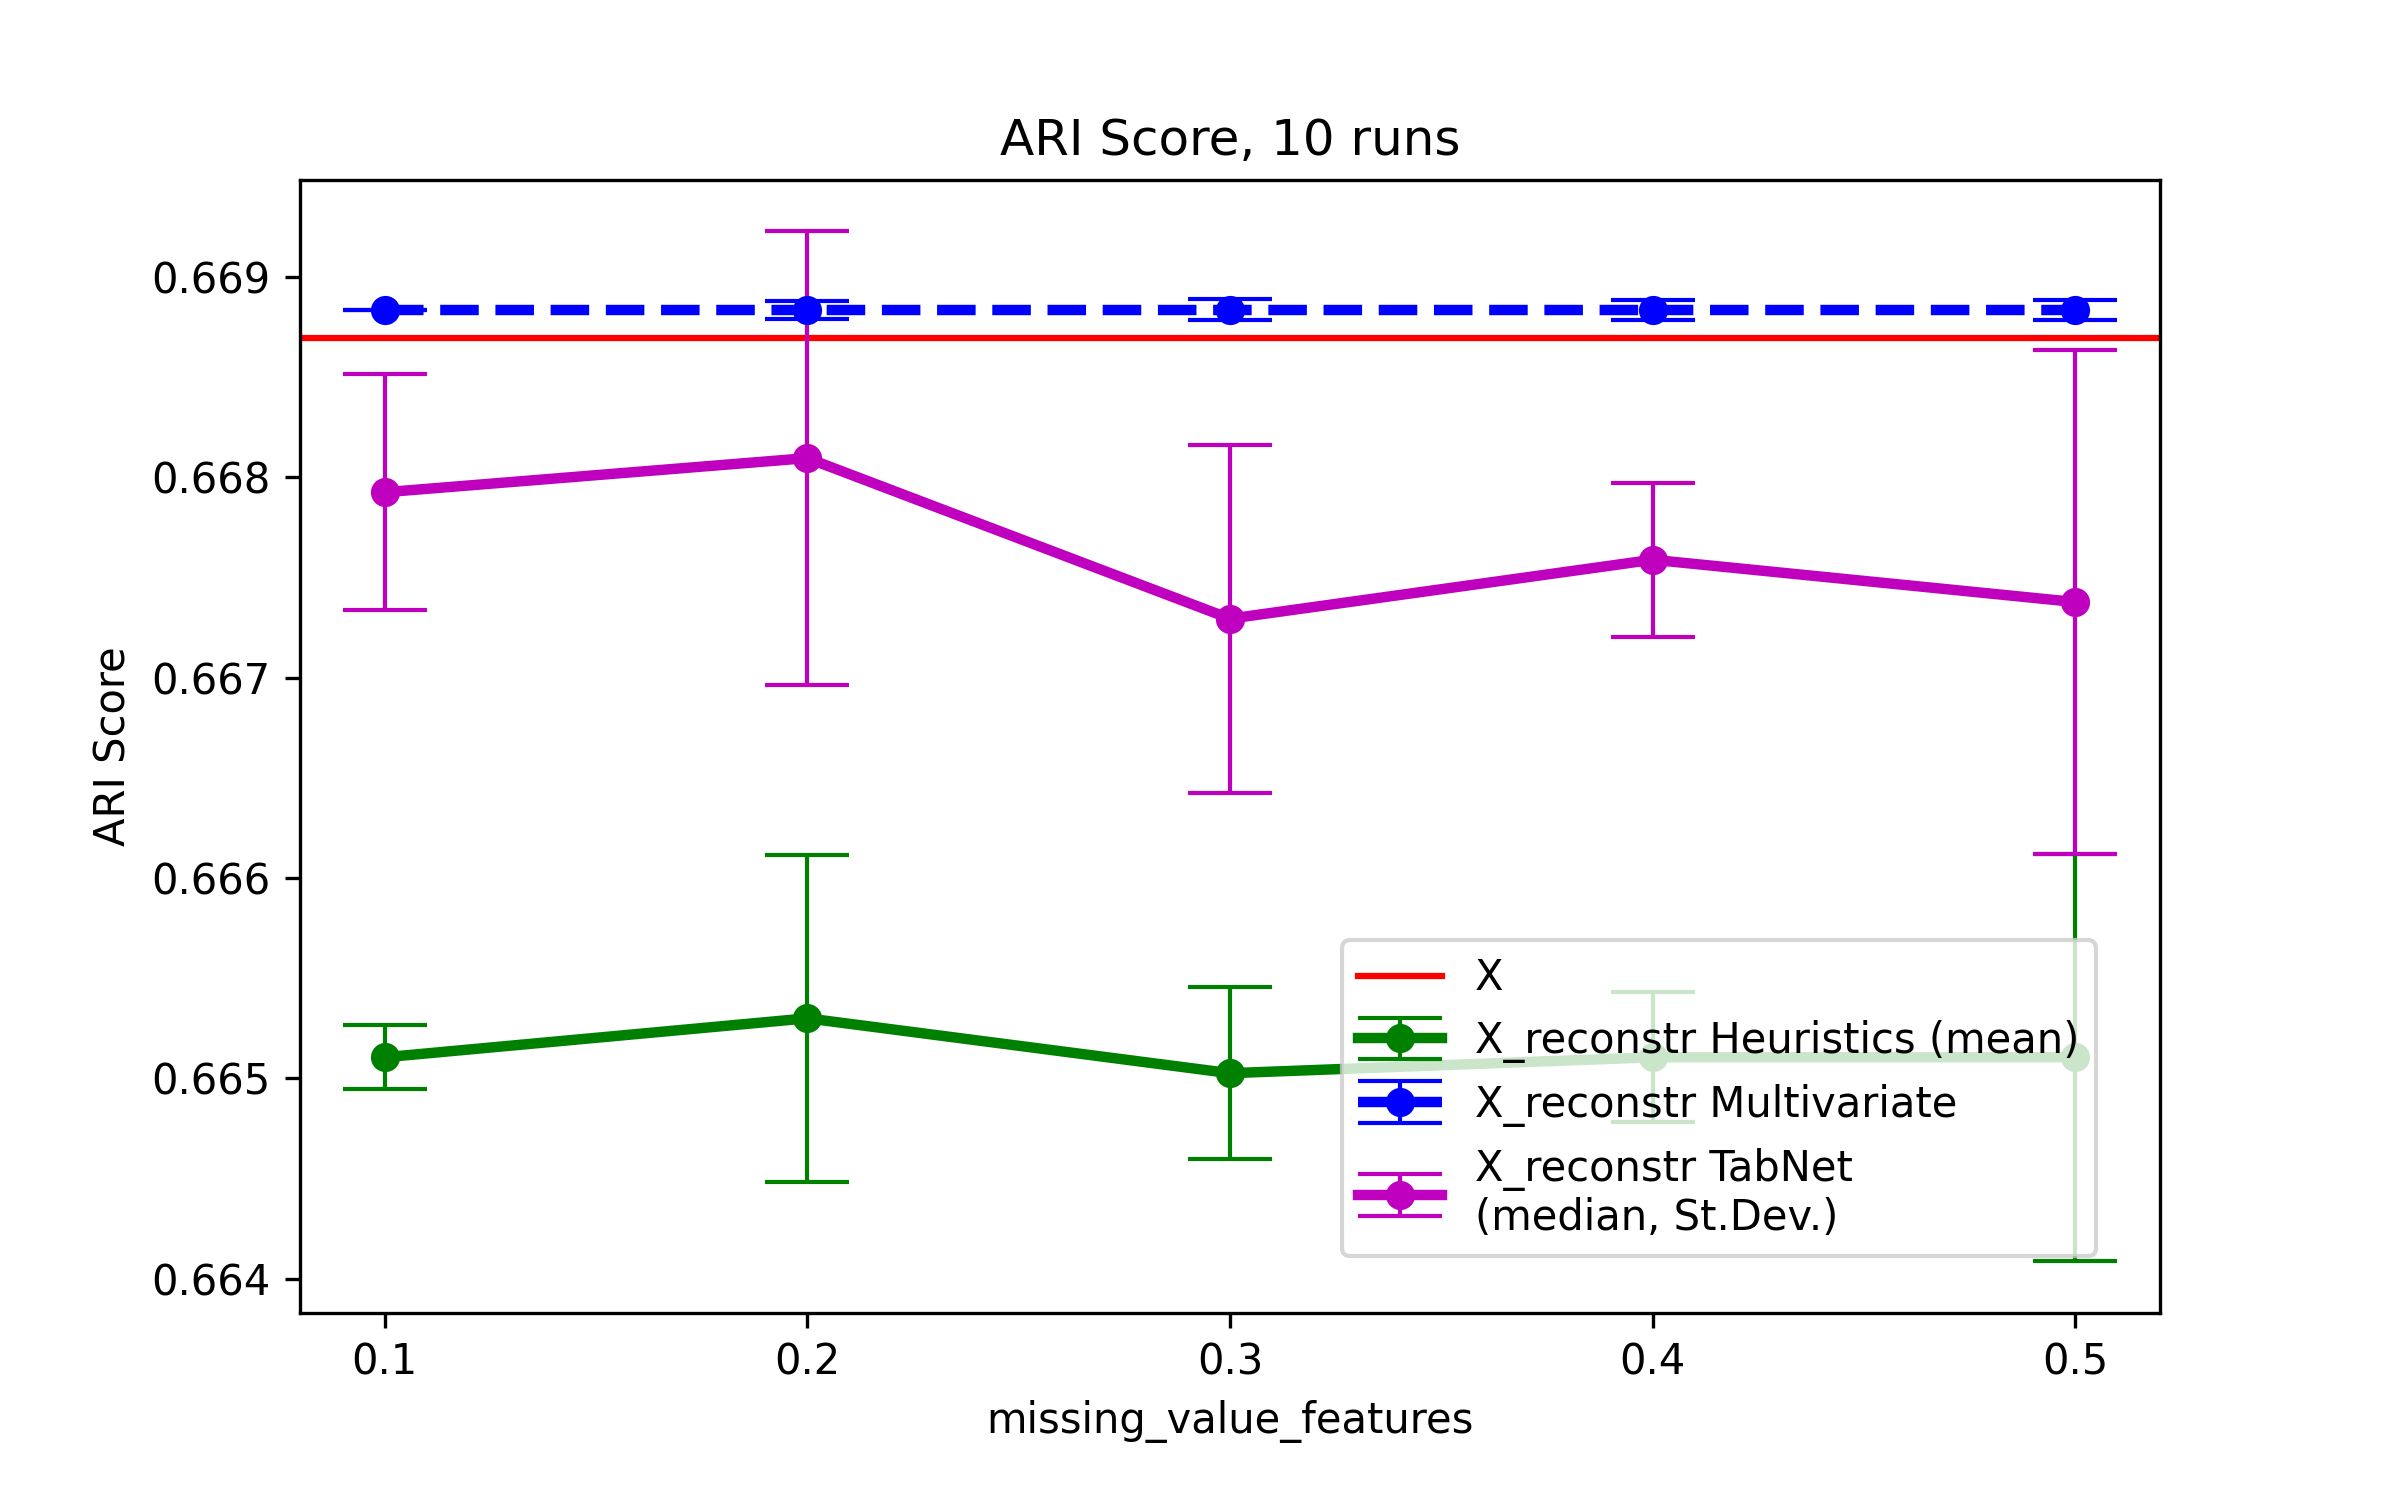 ARI Score, 10 runs
ARI Score
0.669
0.668
0.667
0.666
0.665
0.664
X
X_reconstr Heuristics (mean)
X_reconstr Multivariate
X_reconstr TabNet
(median, St.Dev.)
0.1 0.2 0.3 0.4 0.5
missing_value_features